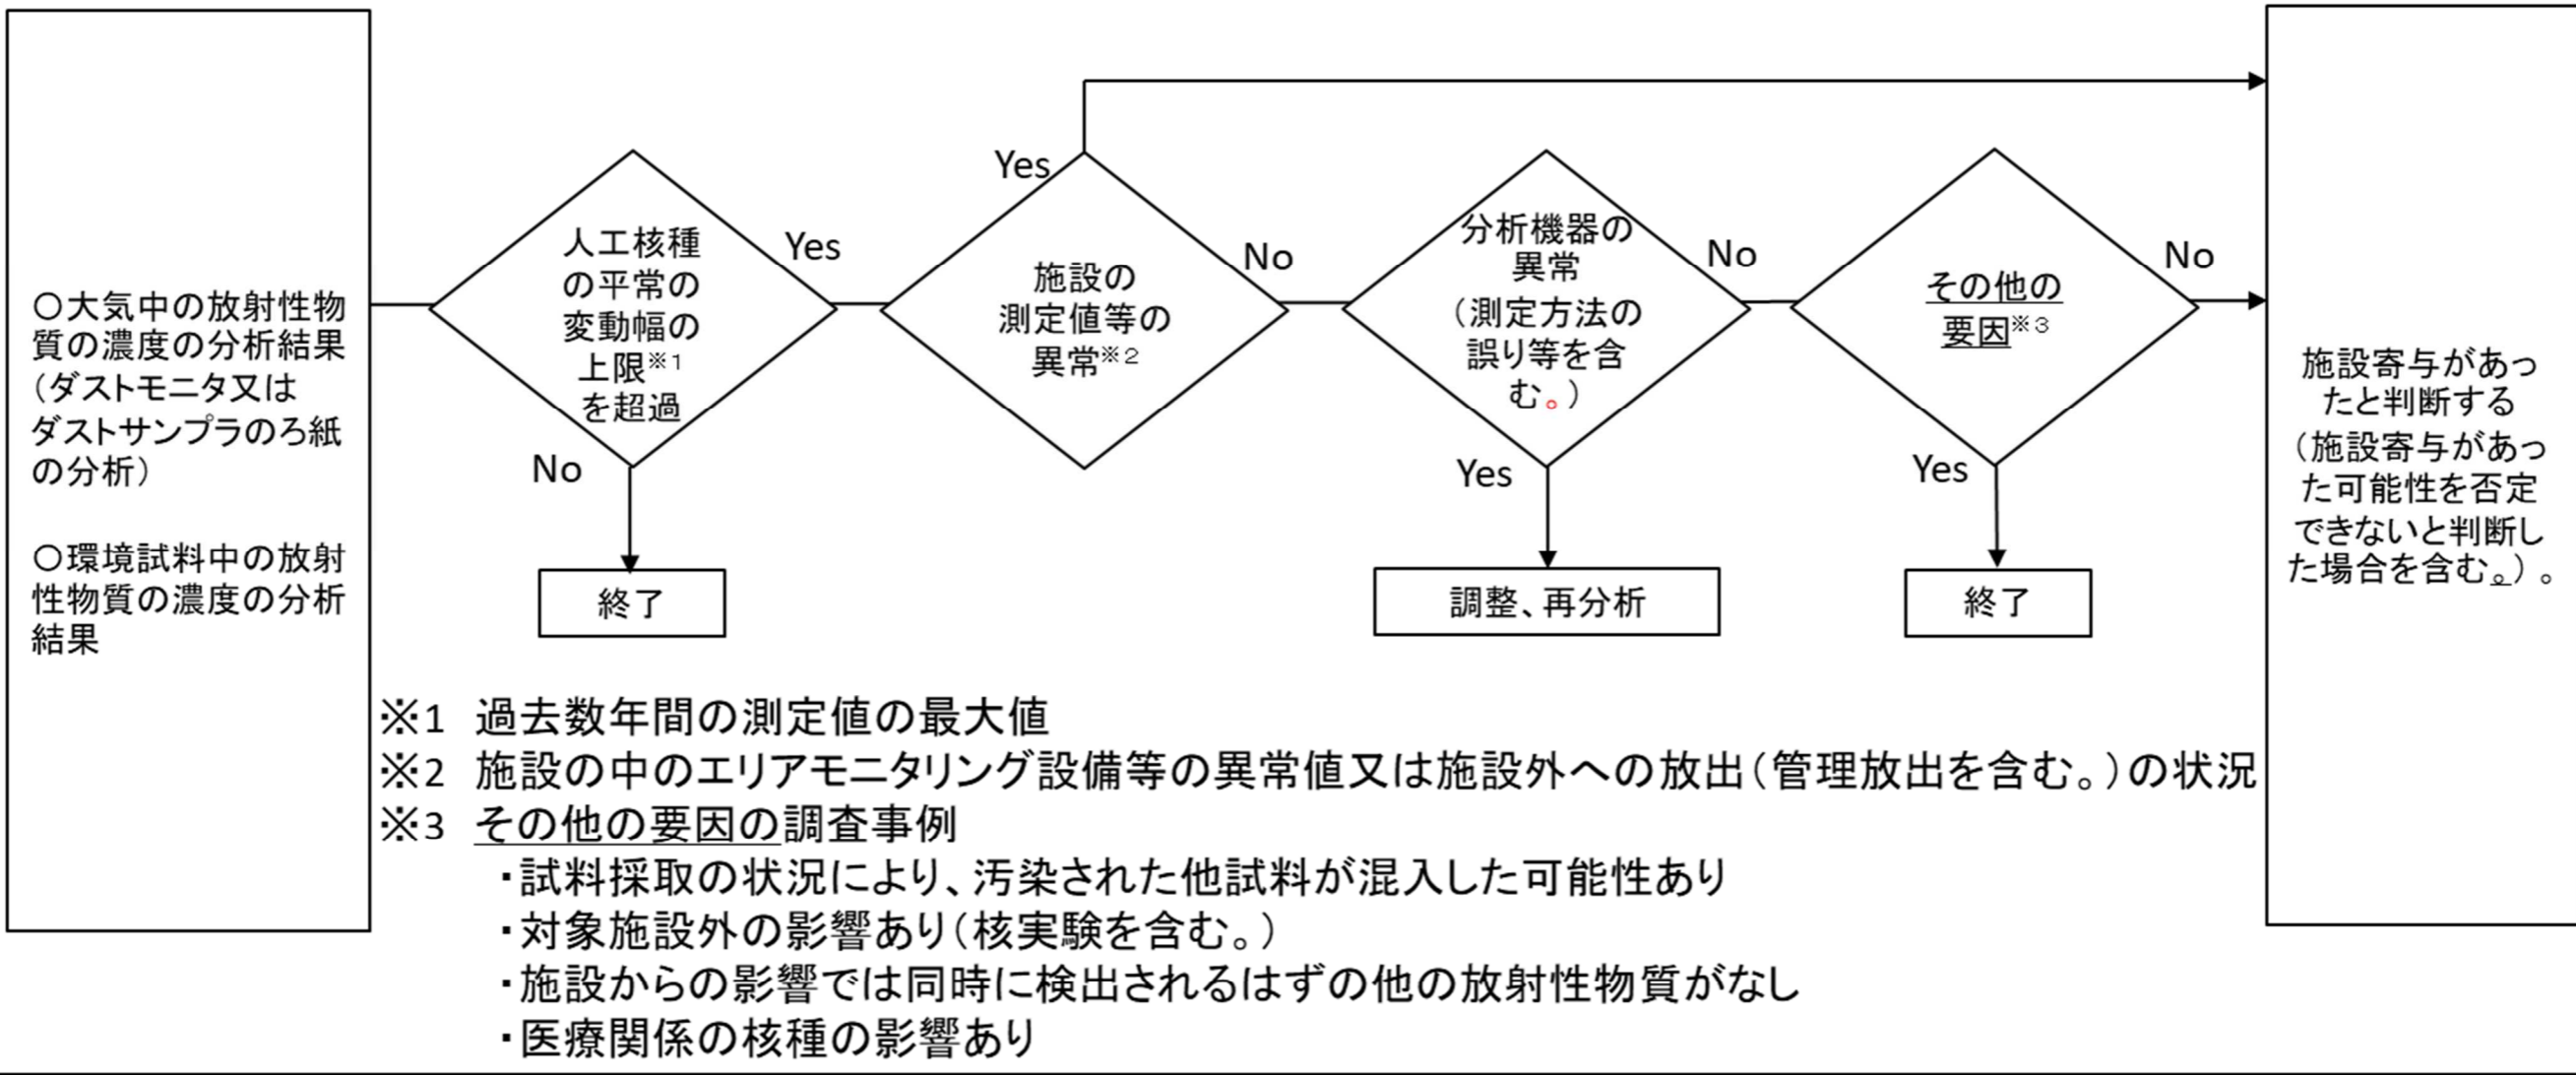 〇大気中の放射性物
質の濃度の分析結果
（ダストモニタ又は
ダストサンプラのろ紙
の分析）
〇環境試料中の放射
性物質の濃度の分析
結果
人工核種
の平常の
変動幅の
上限※1
を超過
Yes
No
終了
施設の
測定値等の
異常※2
Yes
No
分析機器の
異常
（測定方法の
誤り等を含
む。）
No
Yes
調整、再分析
その他の
要因※3
No
Yes
終了
施設寄与があっ
たと判断する
（施設寄与があっ
た可能性を否定
できないと判断し
た場合を含む。）。
※1 過去数年間の測定値の最大値
※2 施設の中のエリアモニタリング設備等の異常値又は施設外への放出（管理放出を含む。）の状況
※3 その他の要因の調査事例
・試料採取の状況により、汚染された他試料が混入した可能性あり
・対象施設外の影響あり（核実験を含む。）
・施設からの影響では同時に検出されるはずの他の放射性物質がなし
・医療関係の核種の影響あり